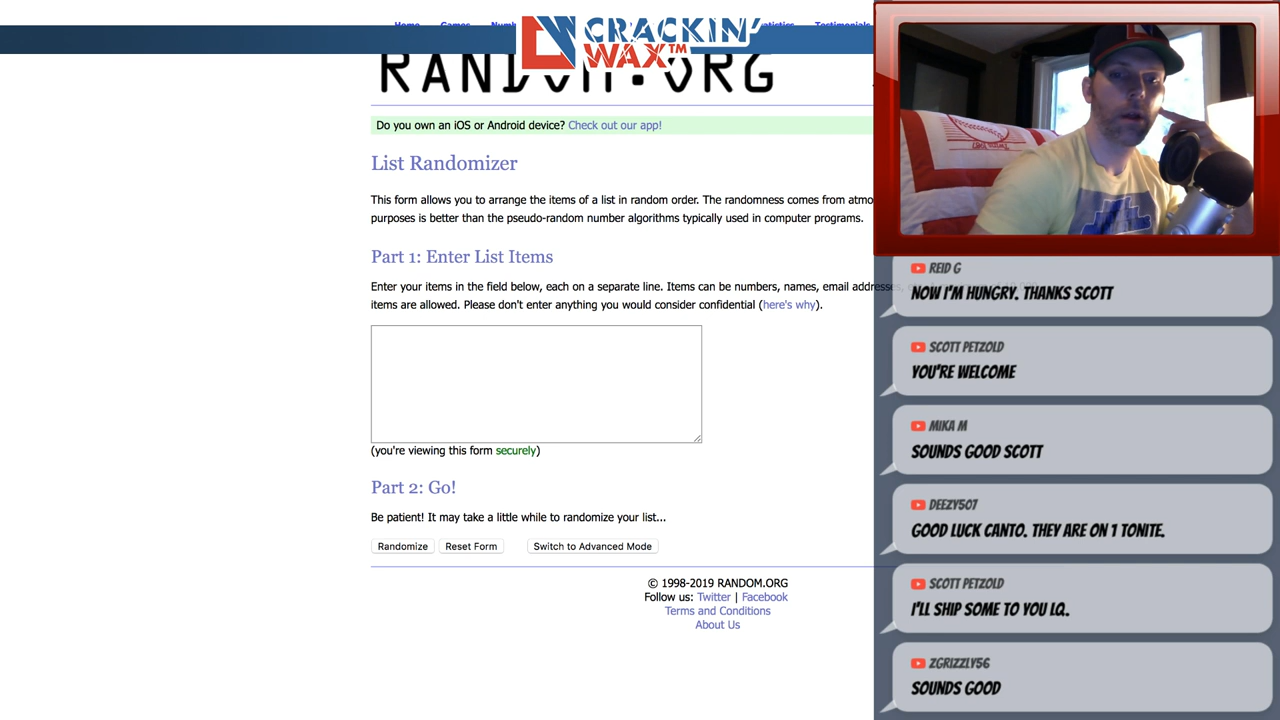 Home Games
CRACKIN'
WAX™
Testimonials
RANDOM.ORG
Do you own an iOS or Android device? Check out our app!
List Randomizer
This form allows you to arrange the items of a list in random order. The randomness comes from
purposes is better than the pseudo-random number algorithms typically used in computer programs.
Part 1: Enter List Items
Enter your items in the field below, each on a separate line. Items can be numbers, names, email addresses,
items are allowed. Please don't enter anything you would consider confidential (here's why).
(you're viewing this form securely)
Part 2: Go!
Be patient! It may take a little while to randomize your list...
Randomize Reset Form Switch to Advanced Mode
© 1998-2019 RANDOM.ORG
Follow us: Twitter | Facebook
Terms and Conditions
About Us
REID G
NOW I'M HUNGRY. THANKS SCOTT
SCOTT PETZOLD
YOU'RE WELCOME
MIKA M
SOUNDS GOOD SCOTT
DEEZY507
GOOD LUCK CANTO. THEY ARE ON 1 TONITE.
SCOTT PETZOLD
I'LL SHIP SOME TO YOU LQ.
ZGRIZZLY56
SOUNDS GOOD